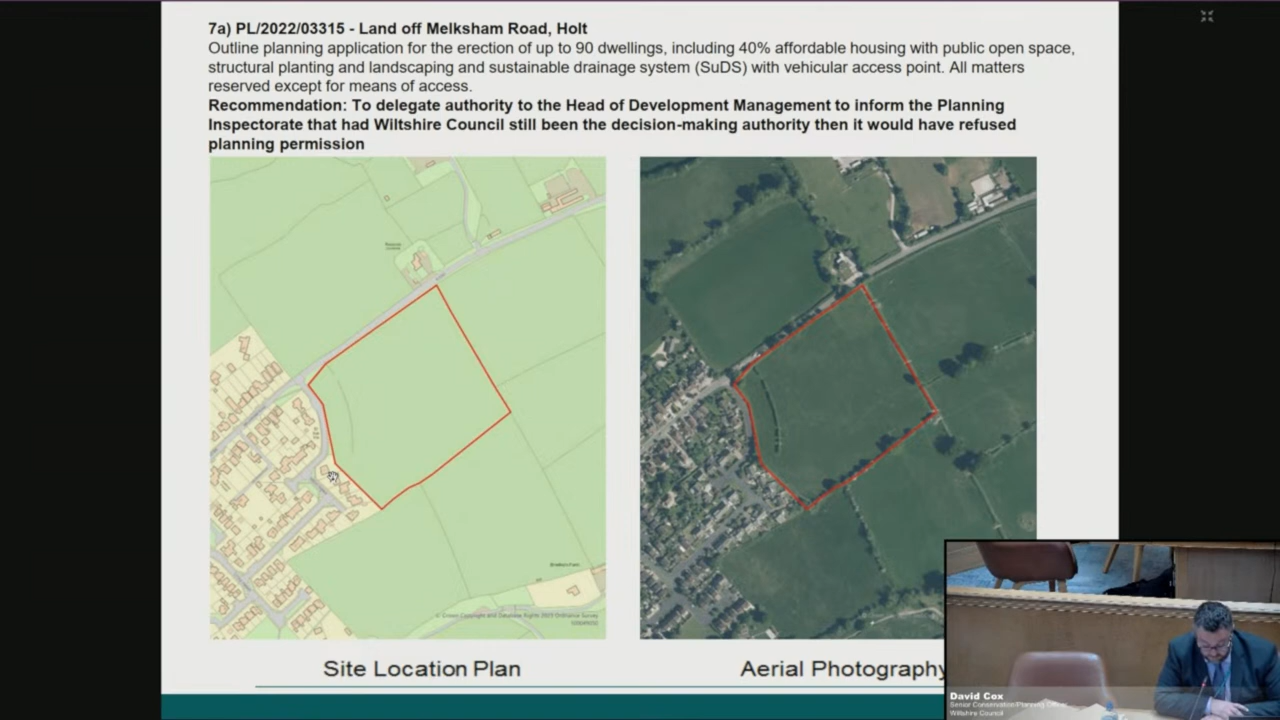 7a) PL/2022/03315 - Land off Melksham Road, Holt
Outline planning application for the erection of up to 90 dwellings, including 40% affordable housing with public open space,
structural planting and landscaping and sustainable drainage system (SuDS) with vehicular access point. All matters
reserved except for means of access.
Recommendation: To delegate authority to the Head of Development Management to inform the Planning
Inspectorate that had Wiltshire Council still been the decision-making authority then it would have refused
planning permission
Site Location Plan
Aerial Photography
David Cox
Senior Conservation/Planning
Wiltshire Council